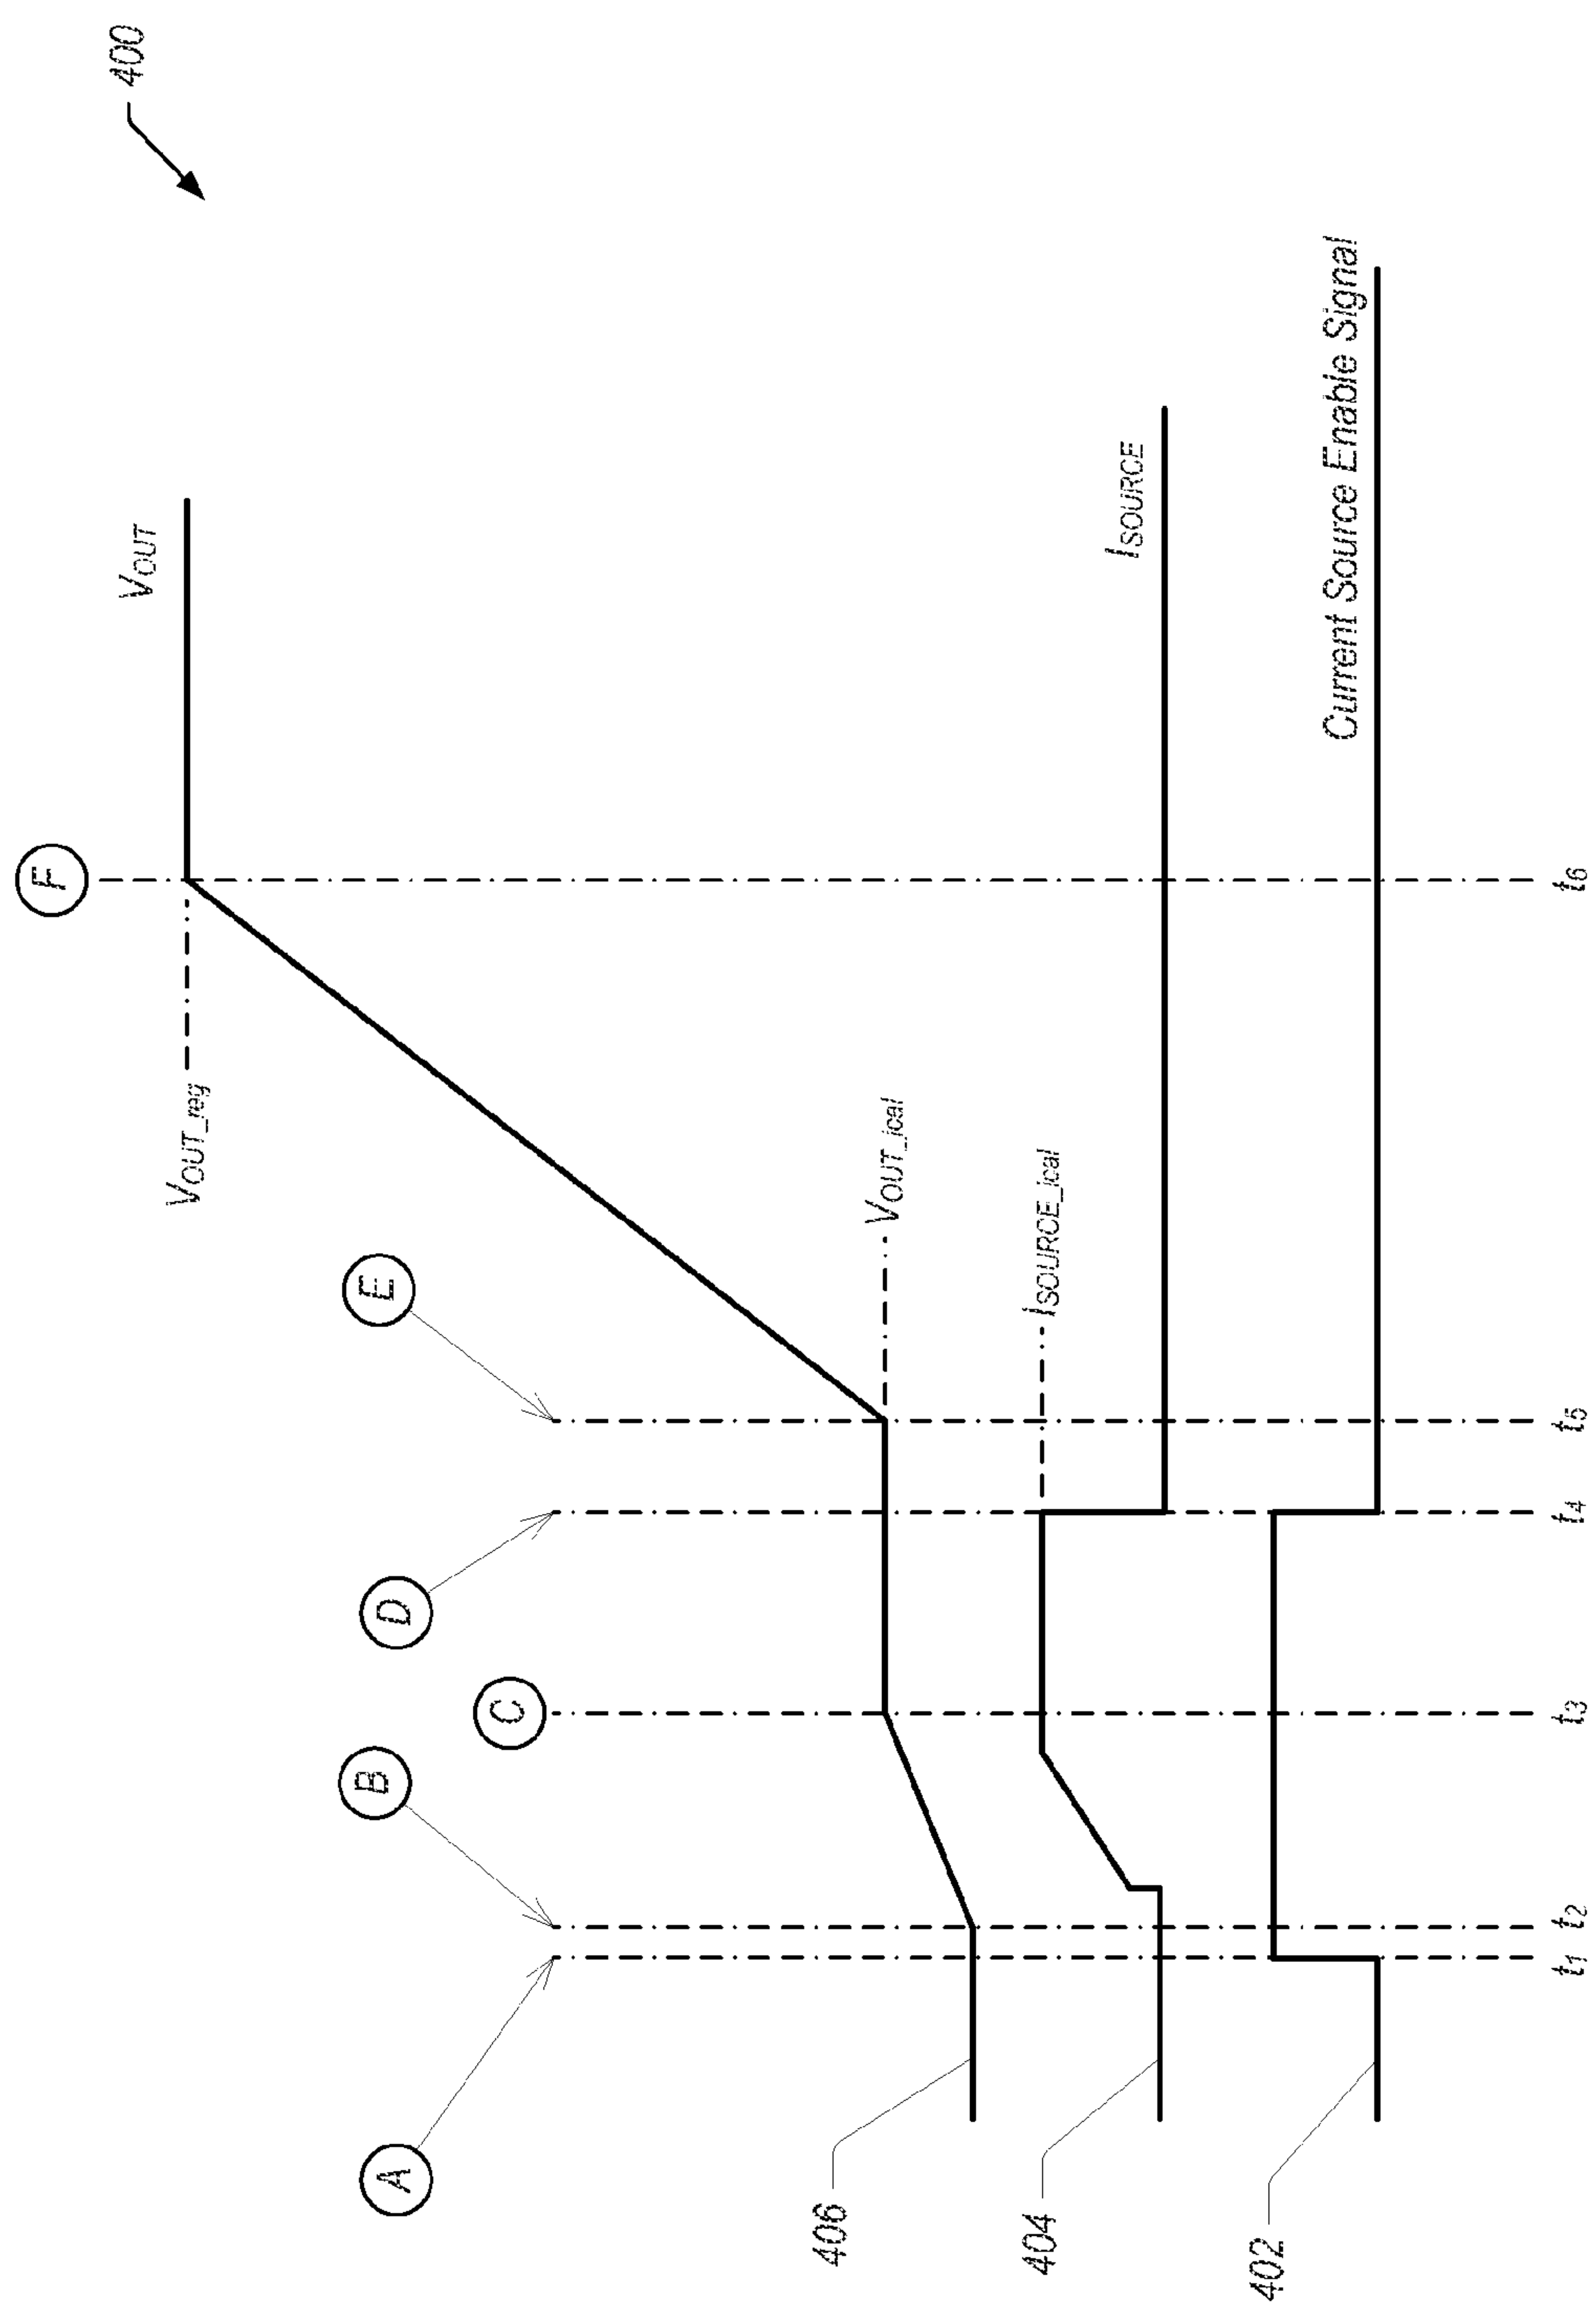 400
F
VOUT
VOUT_reg
E
D
C
B
A
VOUT_ical
ISOURCE_ical
ISOURCE
Current Source Enable Signal
406
404
402
t1
t2
t3
t4
t5
t6